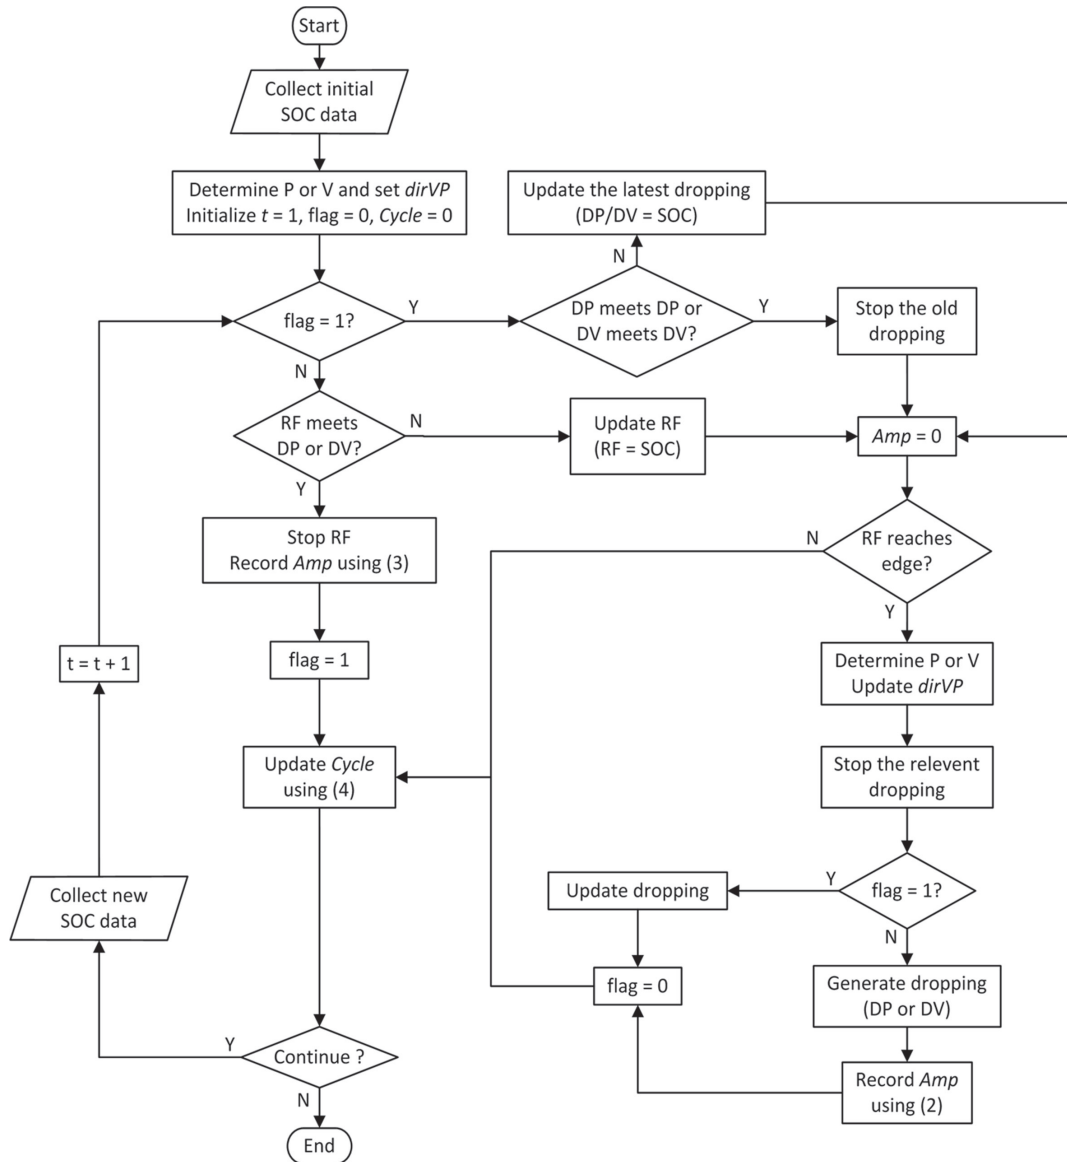 Start
Collect initial
SOC data
Determine P or V and set dirVP
Initialize t = 1, flag = 0, Cycle = 0
Update the latest dropping
(DP/DV = SOC)
N
flag = 1?
Y
DP meets DP or
DV meets DV?
Y
Stop the old
dropping
N
RF meets
DP or DV?
N
Update RF
(RF = SOC)
Amp = 0
Y
Stop RF
Record Amp using (3)
N
RF reaches
edge?
Y
flag = 1
t = t + 1
Determine P or V
Update dirVP
Update Cycle
using (4)
Stop the relevent
dropping
Collect new
SOC data
Update dropping
Y
flag = 1?
N
flag = 0
Generate dropping
(DP or DV)
Y
Continue ?
N
Record Amp
using (2)
End